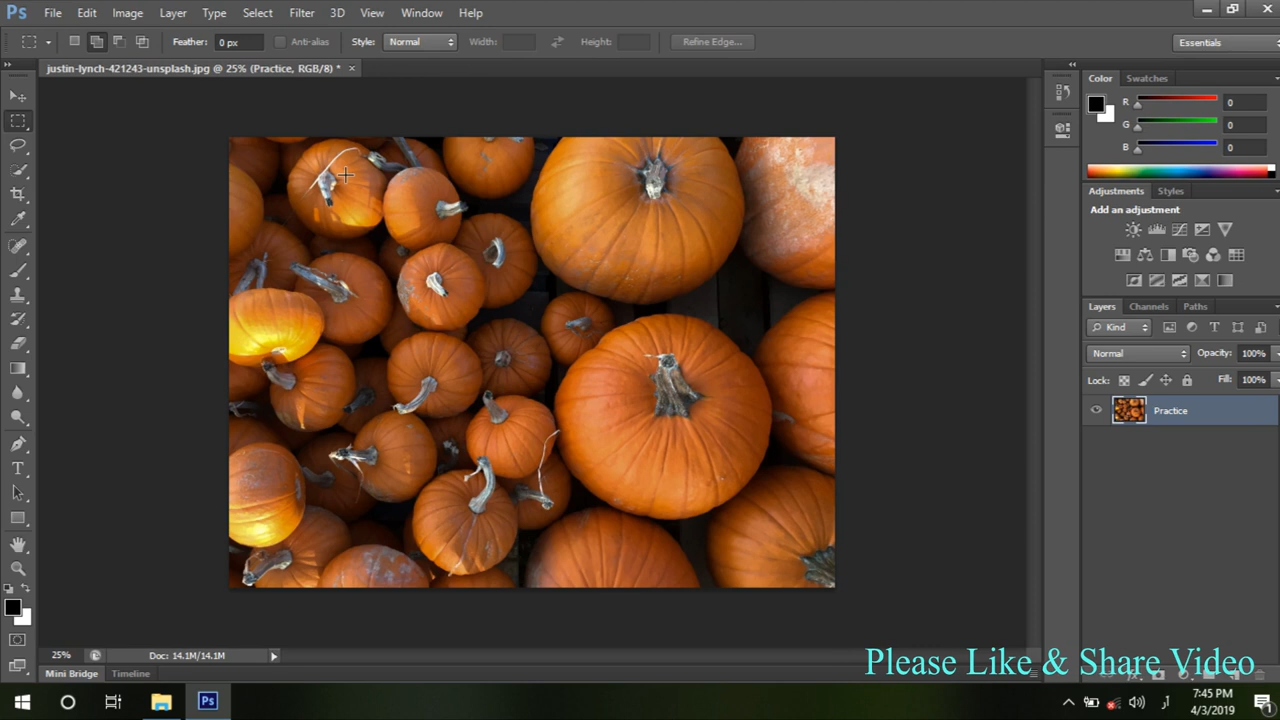 Ps File Edit Image Layer Type Select Filter 3D View Window Help
Feather: 0 px Anti-alias Style: Normal Width: Height: Refine Edge... Essentials
justin-lynch-421243-unsplash.jpg @ 25% (Practice, RGB/8) * ×
Color Swatches
R 0
G 0
B 0
Adjustments Styles
Add an adjustment
Layers Channels Paths
Kind
Normal Opacity: 100%
Lock: Fill: 100%
Practice
25% Doc: 14.1M/14.1M
Mini Bridge Timeline
Please Like & Share Video
Ps
7:45 PM
4/3/2019
1